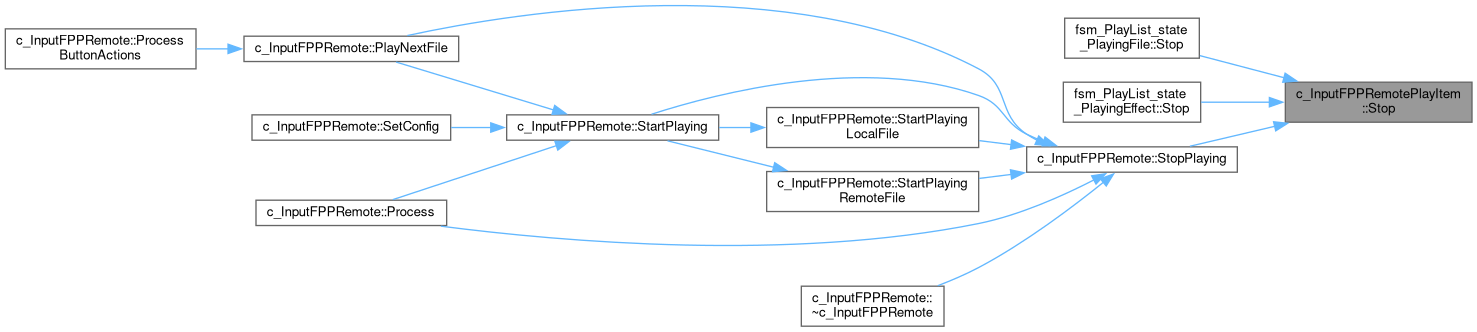 c_InputFPPRemote::Process
ButtonActions
c_InputFPPRemote::PlayNextFile
c_InputFPPRemote::SetConfig
c_InputFPPRemote::Process
c_InputFPPRemote::StartPlaying
c_InputFPPRemote::StartPlaying
LocalFile
c_InputFPPRemote::StartPlaying
RemoteFile
c_InputFPPRemote::
~c_InputFPPRemote
fsm_PlayList_state
_PlayingFile::Stop
fsm_PlayList_state
_PlayingEffect::Stop
c_InputFPPRemote::StopPlaying
c_InputFPPRemotePlayItem
::Stop